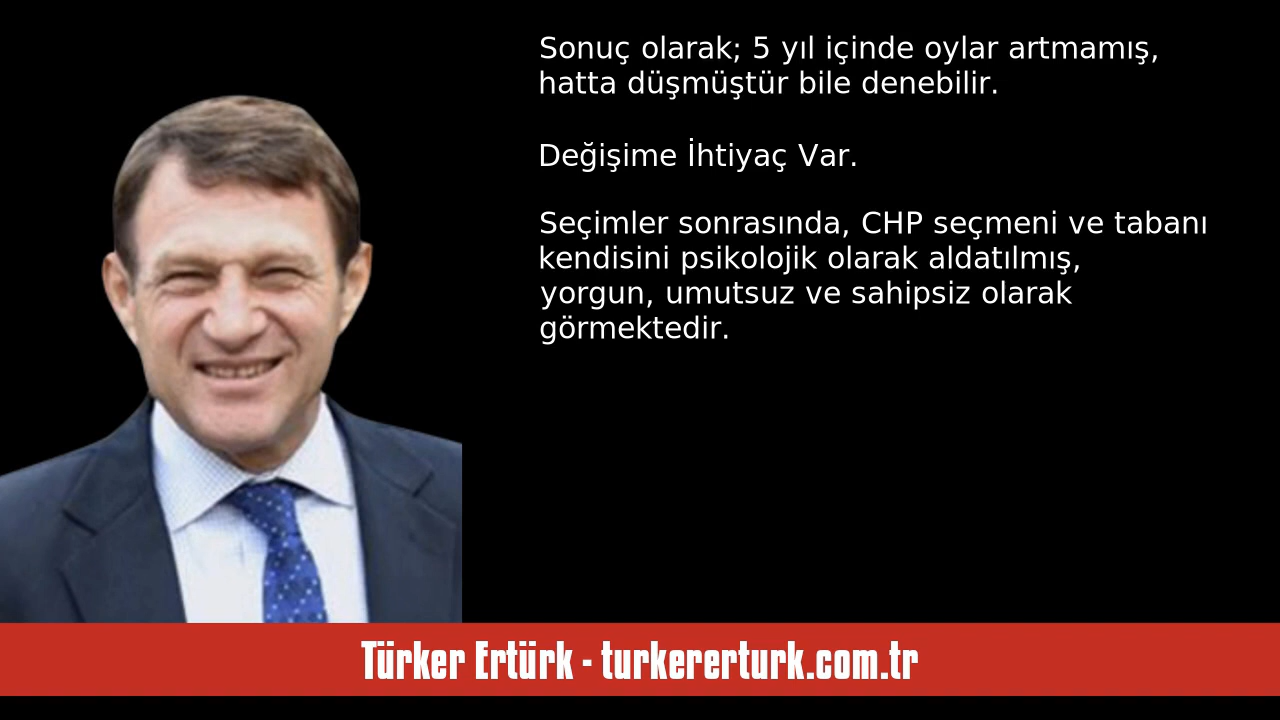 Sonuç olarak; 5 yıl içinde oylar artmamış,
hatta düşmüştür bile denebilir.
Değişime İhtiyaç Var.
Seçimler sonrasında, CHP seçmeni ve tabanı
kendisini psikolojik olarak aldatılmış,
yorgun, umutsuz ve sahipsiz olarak
görmektedir.
Türker Ertürk - turkererturk.com.tr